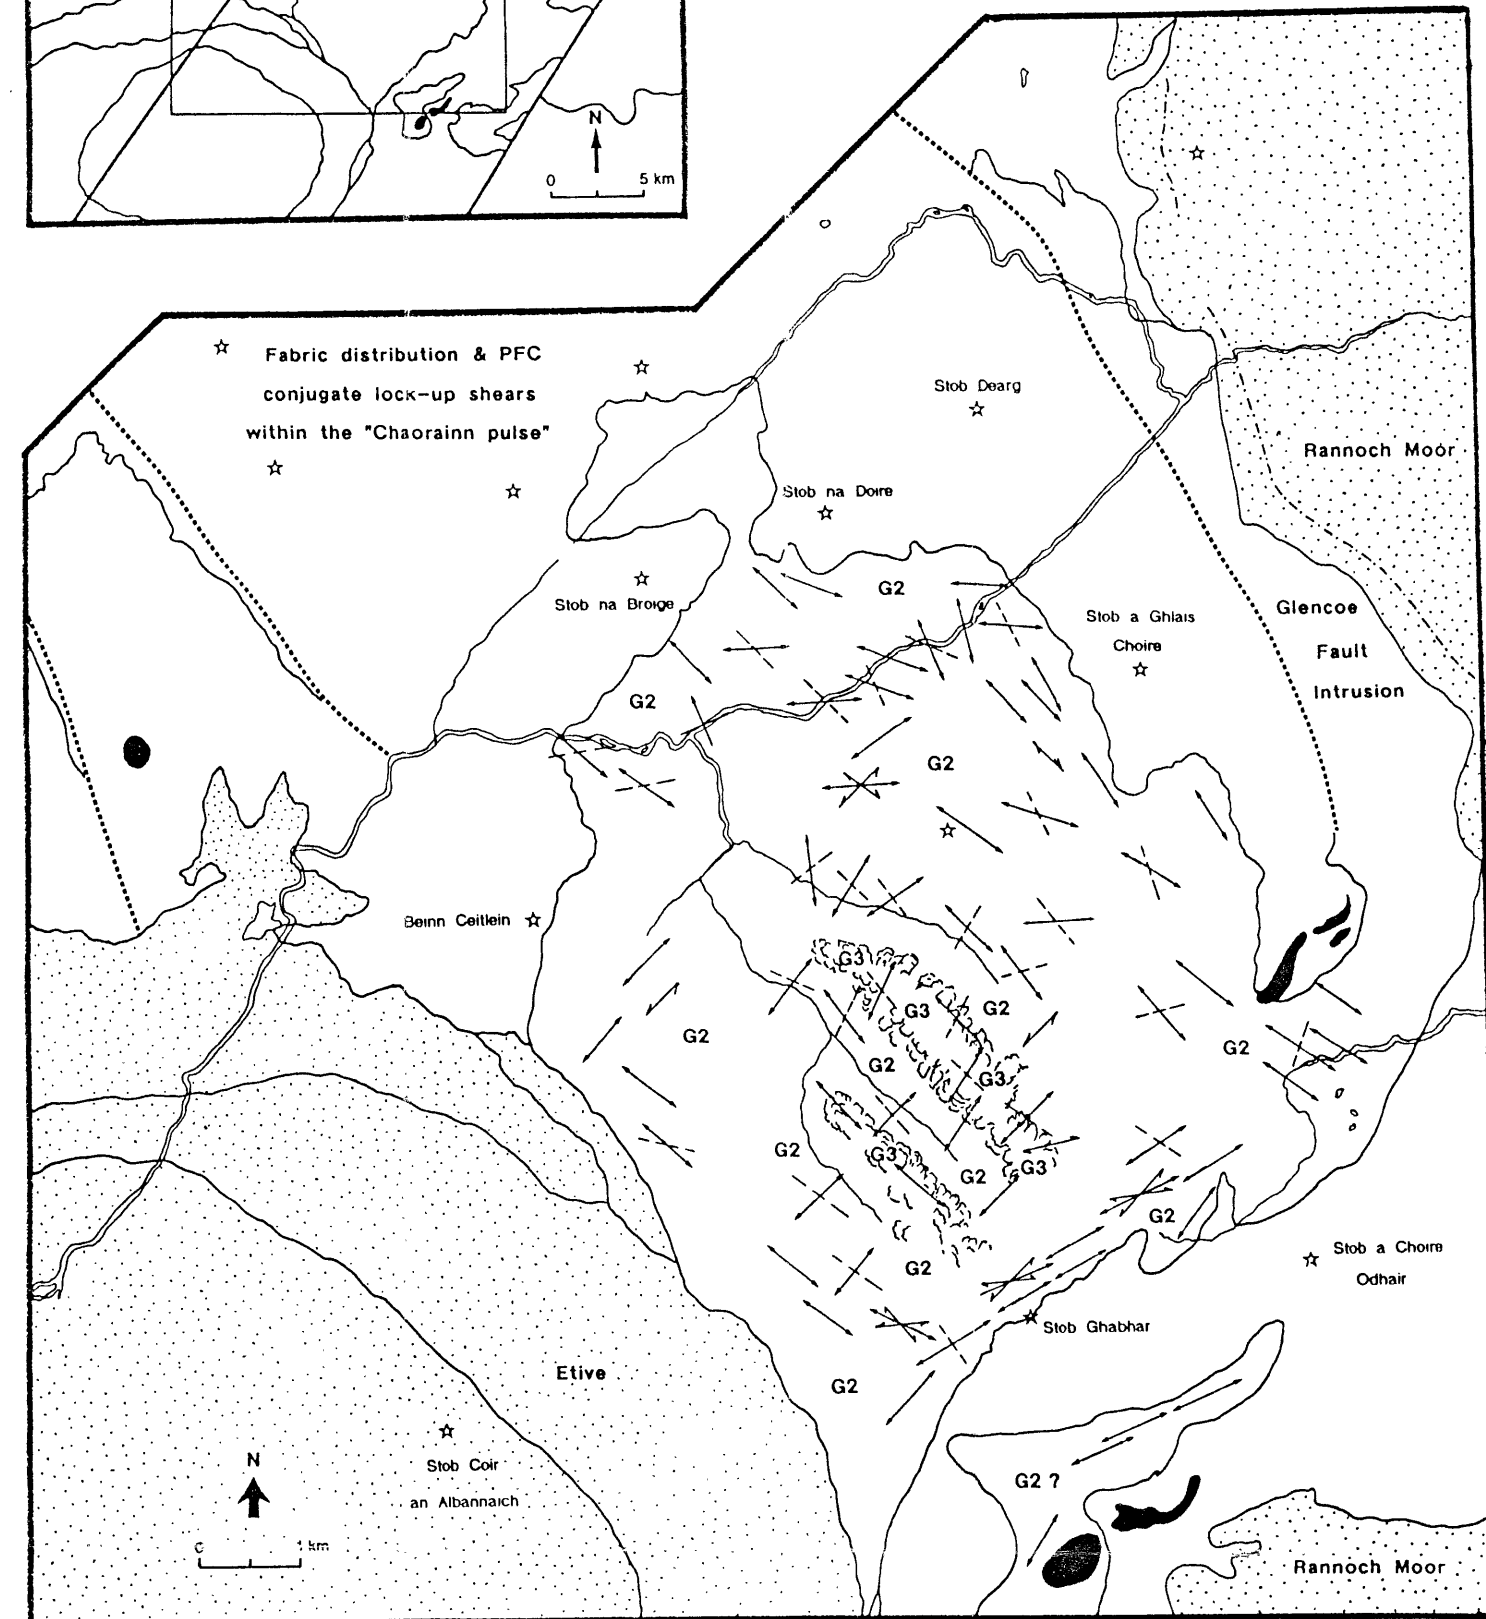 N
0 5 km
Fabric distribution & PFC
conjugate lock-up shears
within the "Chaorainn pulse"
Stob Dearg
Rannoch Moor
Stob na Doire
G2
Stob na Broige
Glencoe
Fault
Intrusion
Stob a Ghlais
Choire
G2
G2
Beinn Ceitlein
G3
G3
G2
G2
G2
G2
G3
G2
G3
G2
G3
G2
G2
Stob a Choire
Odhair
Stob Ghabhar
Etive
G2
Stob Coir
an Albannaich
N
0 1 km
G2 ?
Rannoch Moor